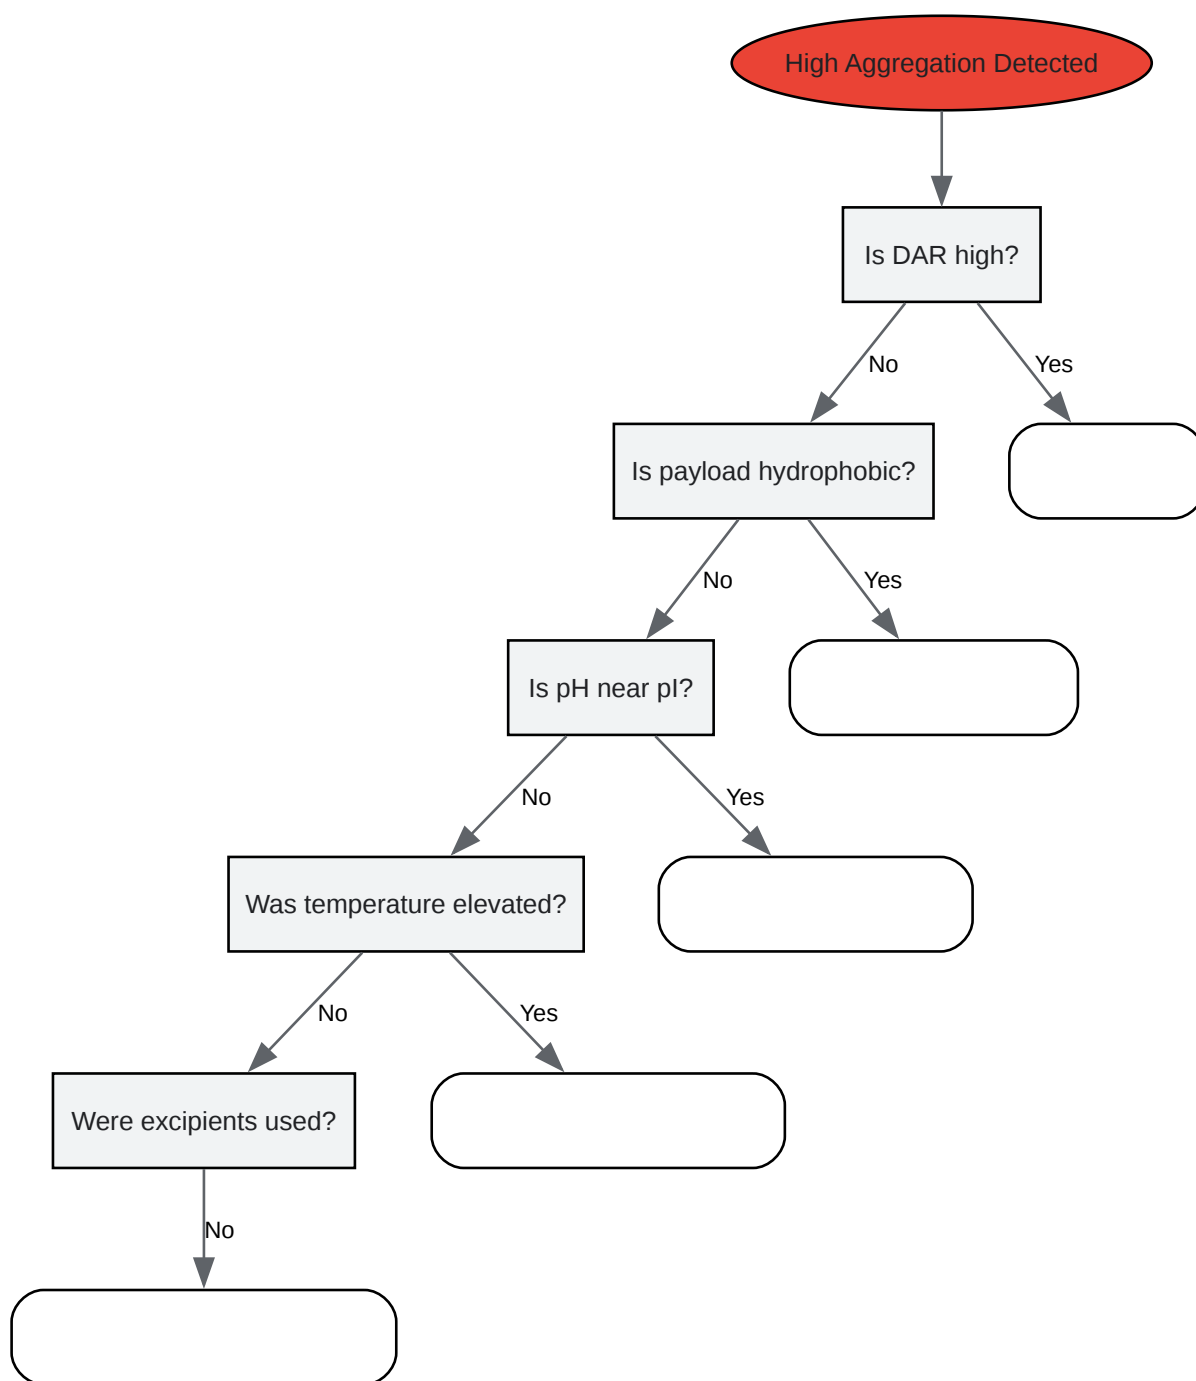 High Aggregation Detected
Is DAR high?
No
Yes
Is payload hydrophobic?
No
Yes
Is pH near pI?
No
Yes
Was temperature elevated?
No
Yes
Were excipients used?
No